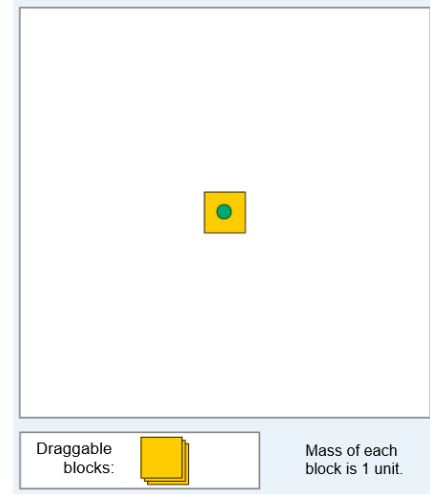 Draggable
blocks:
Mass of each
block is 1 unit.